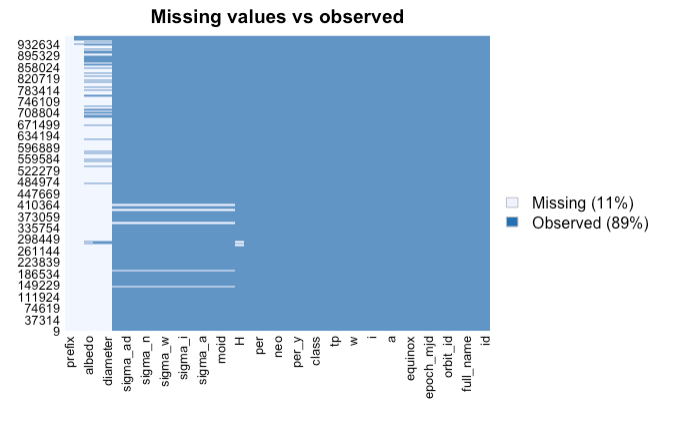 Missing values vs observed
932634
895329
858024
820719
783414
746109
708804
671499
634194
596889
559584
522279
484974
447669
410364
373059
335754
298449
261144
223839
186534
149229
111924
74619
37314
9
Missing (11%)
Observed (89%)
prefix
albedo
diameter
sigma_ad
sigma_n
sigma_w
sigma_i
sigma_a
moid
H
per
neo
per_y
class
tp
w
i
a
equinox
epoch_mjd
orbit_id
full_name
id